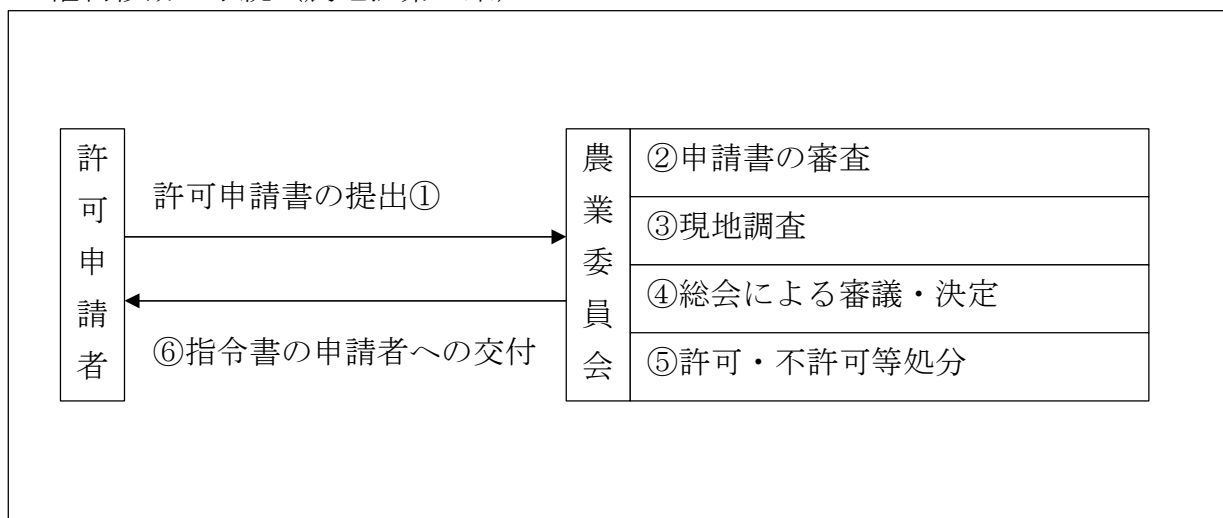 許可申請者
許可申請書の提出①
⑥指令書の申請者への交付
農業委員会
②申請書の審査
③現地調査
④総会による審議・決定
⑤許可・不許可等処分